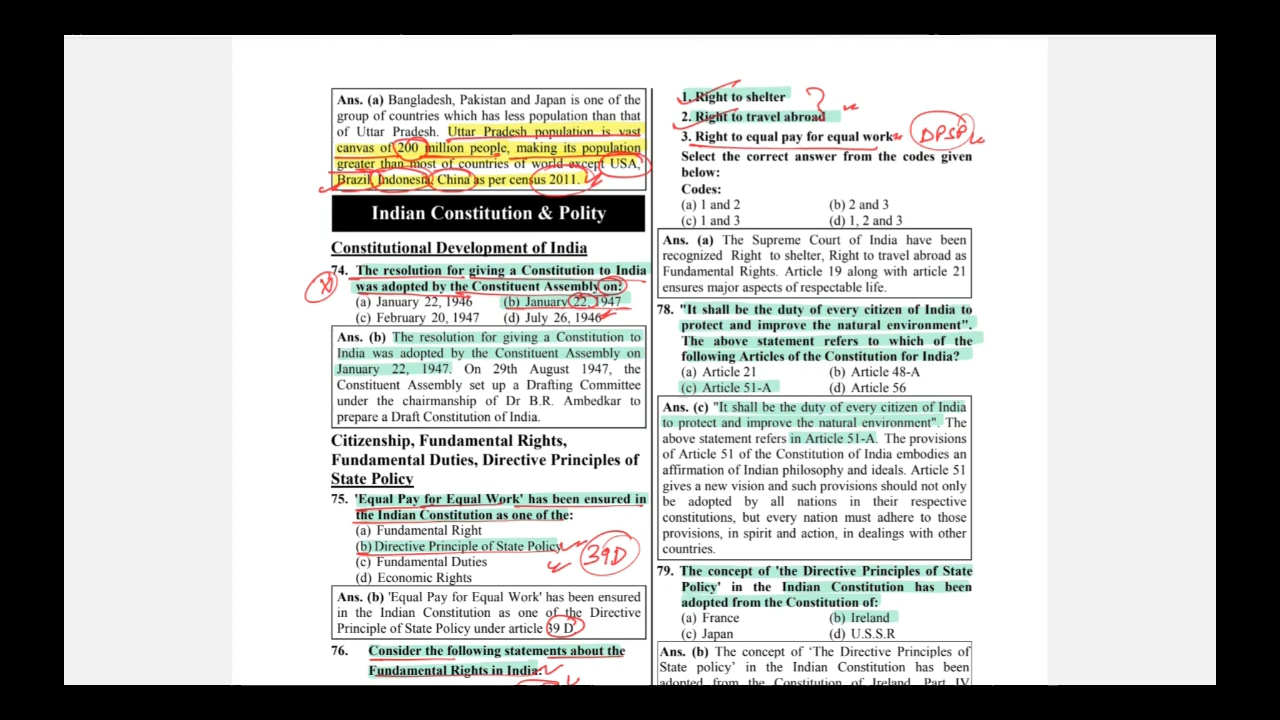 Ans. (a) Bangladesh, Pakistan and Japan is one of the
group of countries which has less population than that
of Uttar Pradesh. Uttar Pradesh population is vast
canvas of 200 million people, making its population
greater than most of countries of world except USA,
Brazil, Indonesia, China as per census 2011.
Indian Constitution & Polity
Constitutional Development of India
74. The resolution for giving a Constitution to India
was adopted by the Constituent Assembly on:
(a) January 22, 1946 (b) January 22, 1947
(c) February 20, 1947 (d) July 26, 1946
Ans. (b) The resolution for giving a Constitution to
India was adopted by the Constituent Assembly on
January 22, 1947. On 29th August 1947, the
Constituent Assembly set up a Drafting Committee
under the chairmanship of Dr B.R. Ambedkar to
prepare a Draft Constitution of India.
Citizenship, Fundamental Rights,
Fundamental Duties, Directive Principles of
State Policy
75. 'Equal Pay for Equal Work' has been ensured in
the Indian Constitution as one of the:
(a) Fundamental Right
(b) Directive Principle of State Policy
(c) Fundamental Duties
39D
(d) Economic Rights
Ans. (b) 'Equal Pay for Equal Work' has been ensured
in the Indian Constitution as one of the Directive
Principle of State Policy under article 39 D
76. Consider the following statements about the
Fundamental Rights in India:
1. Right to shelter
2. Right to travel abroad
3. Right to equal pay for equal work DPSP
Select the correct answer from the codes given
below:
Codes:
(a) 1 and 2 (b) 2 and 3
(c) 1 and 3 (d) 1, 2 and 3
Ans. (a) The Supreme Court of India have been
recognized Right to shelter, Right to travel abroad as
Fundamental Rights. Article 19 along with article 21
ensures major aspects of respectable life.
78. "It shall be the duty of every citizen of India to
protect and improve the natural environment".
The above statement refers to which of the
following Articles of the Constitution for India?
(a) Article 21 (b) Article 48-A
(c) Article 51-A (d) Article 56
Ans. (c) "It shall be the duty of every citizen of India
to protect and improve the natural environment". The
above statement refers in Article 51-A. The provisions
of Article 51 of the Constitution of India embodies an
affirmation of Indian philosophy and ideals. Article 51
gives a new vision and such provisions should not only
be adopted by all nations in their respective
constitutions, but every nation must adhere to those
provisions, in spirit and action, in dealings with other
countries.
79. The concept of 'the Directive Principles of State
Policy' in the Indian Constitution has been
adopted from the Constitution of:
(a) France (b) Ireland
(c) Japan (d) U.S.S.R
Ans. (b) The concept of ‘The Directive Principles of
State policy’ in the Indian Constitution has been
adopted from the Constitution of Ireland. Part IV